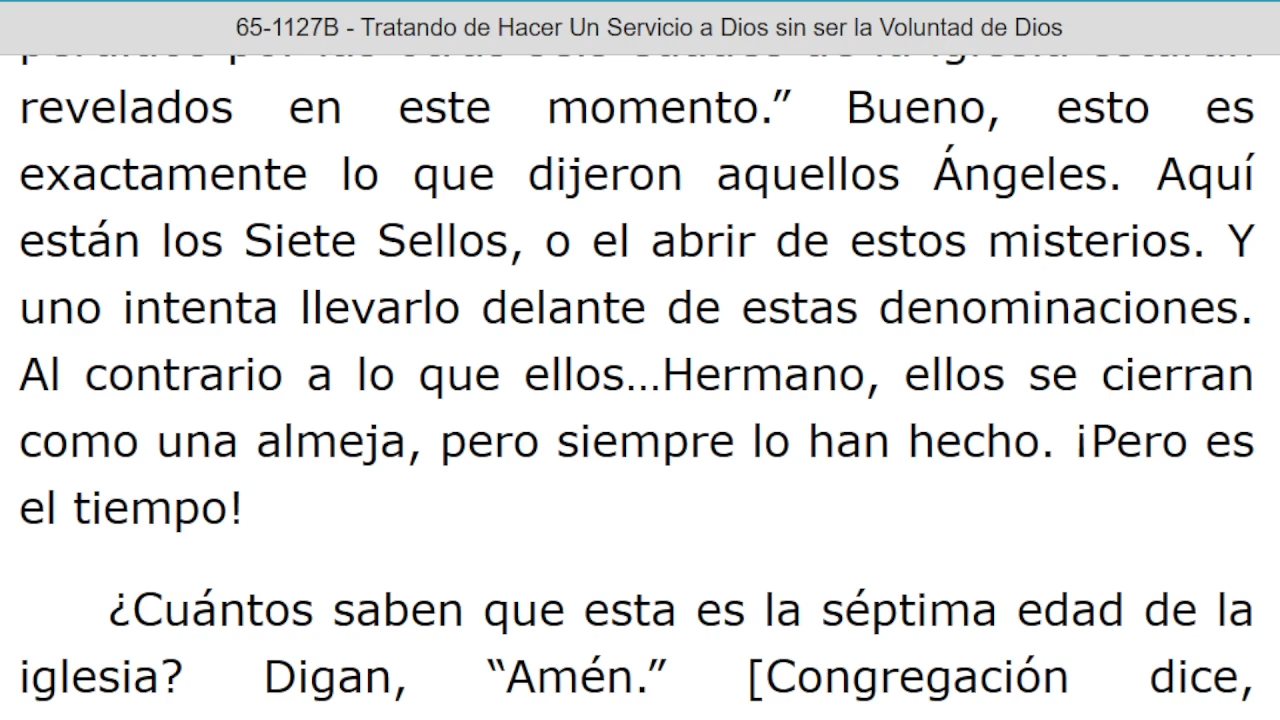 65-1127B - Tratando de Hacer Un Servicio a Dios sin ser la Voluntad de Dios
revelados en este momento.” Bueno, esto es
exactamente lo que dijeron aquellos Ángeles. Aquí
están los Siete Sellos, o el abrir de estos misterios. Y
uno intenta llevarlo delante de estas denominaciones.
Al contrario a lo que ellos...Hermano, ellos se cierran
como una almeja, pero siempre lo han hecho. ¡Pero es
el tiempo!
¿Cuántos saben que esta es la séptima edad de la
iglesia? Digan, “Amén.” [Congregación dice,